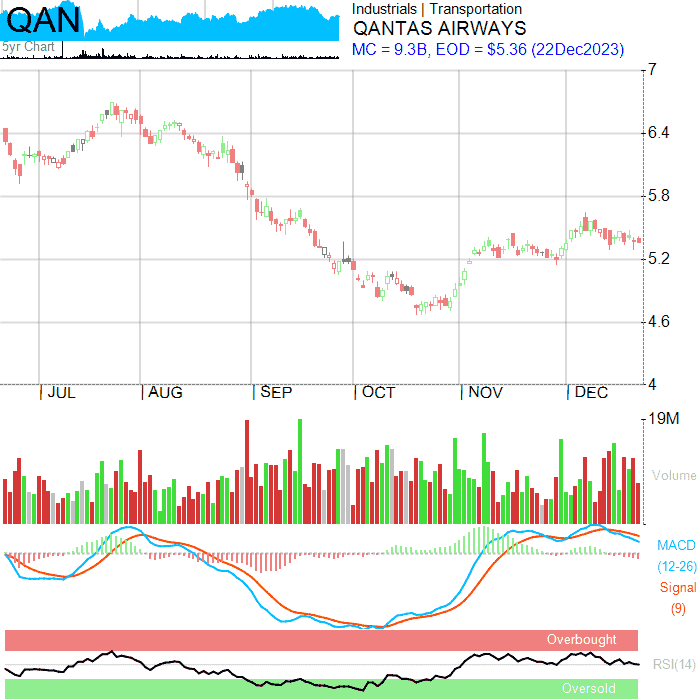 QAN
5yr Chart
Industrials | Transportation
QANTAS AIRWAYS
MC = 9.3B, EOD = $5.36 (22Dec2023)
7
6.4
5.8
5.2
4.6
4
JUL AUG SEP OCT NOV DEC
19M
Volume
MACD
(12-26)
Signal
(9)
Overbought
RSI(14)
Oversold